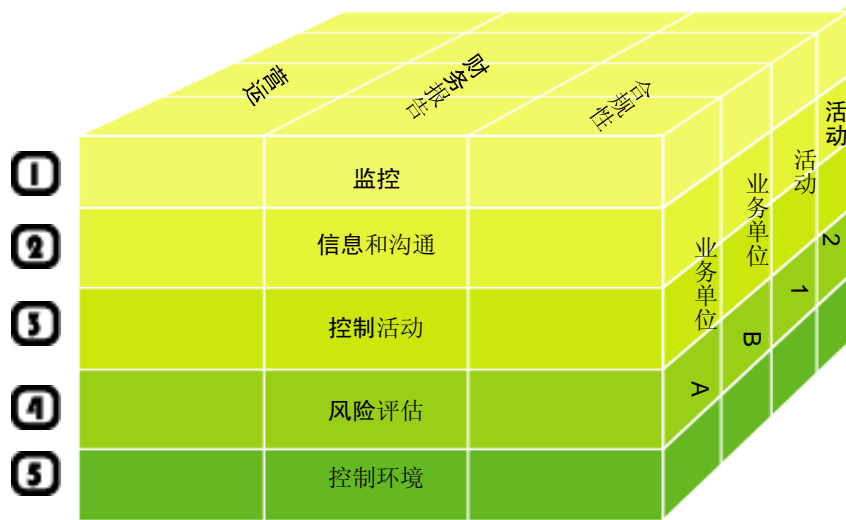 营运
财务
报告
合规性
1
监控
2
信息和沟通
3
控制活动
4
风险评估
5
控制环境
业务单位 A
业务单位 B
活动 1
活动 2